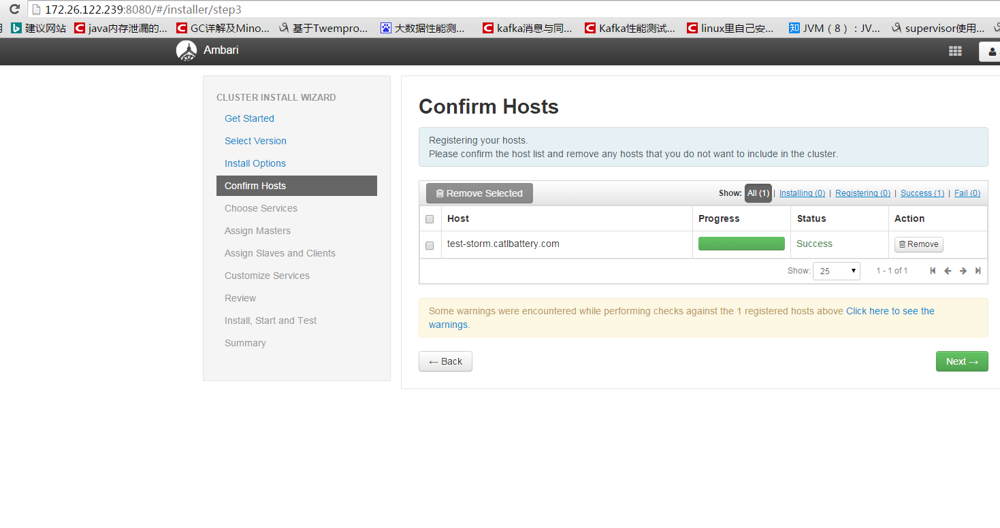 172.26.122.239:8080/#/installer/step3
建议网站 java内存泄漏的... GC详解及Mino... 基于Twempro... 大数据性能测... kafka消息与同... Kafka性能测试... linux里自己安... JVM（8）：JV... supervisor使用...
Ambari
CLUSTER INSTALL WIZARD
Get Started
Select Version
Install Options
Confirm Hosts
Choose Services
Assign Masters
Assign Slaves and Clients
Customize Services
Review
Install, Start and Test
Summary
Confirm Hosts
Registering your hosts.
Please confirm the host list and remove any hosts that you do not want to include in the cluster.
Remove Selected Show: All (1) | Installing (0) | Registering (0) | Success (1) | Fail (0)
Host Progress Status Action
test-storm.catlbattery.com Success Remove
Show: 25 1 - 1 of 1
Some warnings were encountered while performing checks against the 1 registered hosts above Click here to see the
warnings.
← Back Next →